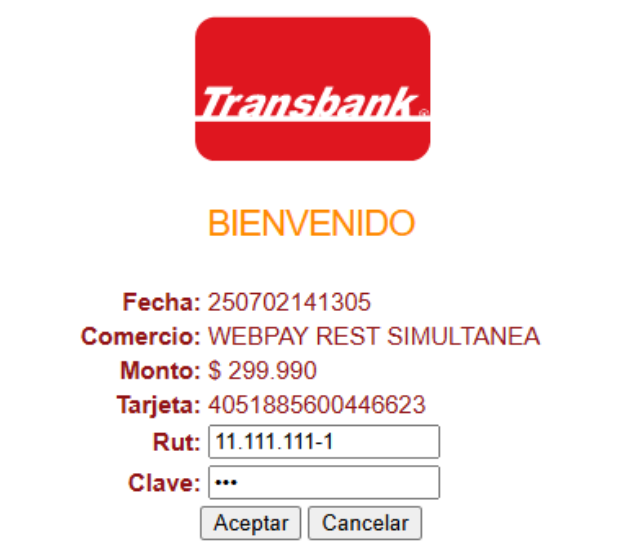 Transbank®
BIENVENIDO
Fecha: 250702141305
Comercio: WEBPAY REST SIMULTANEA
Monto: $ 299.990
Tarjeta: 4051885600446623
Rut: 11.111.111-1
Clave: •••
Aceptar Cancelar